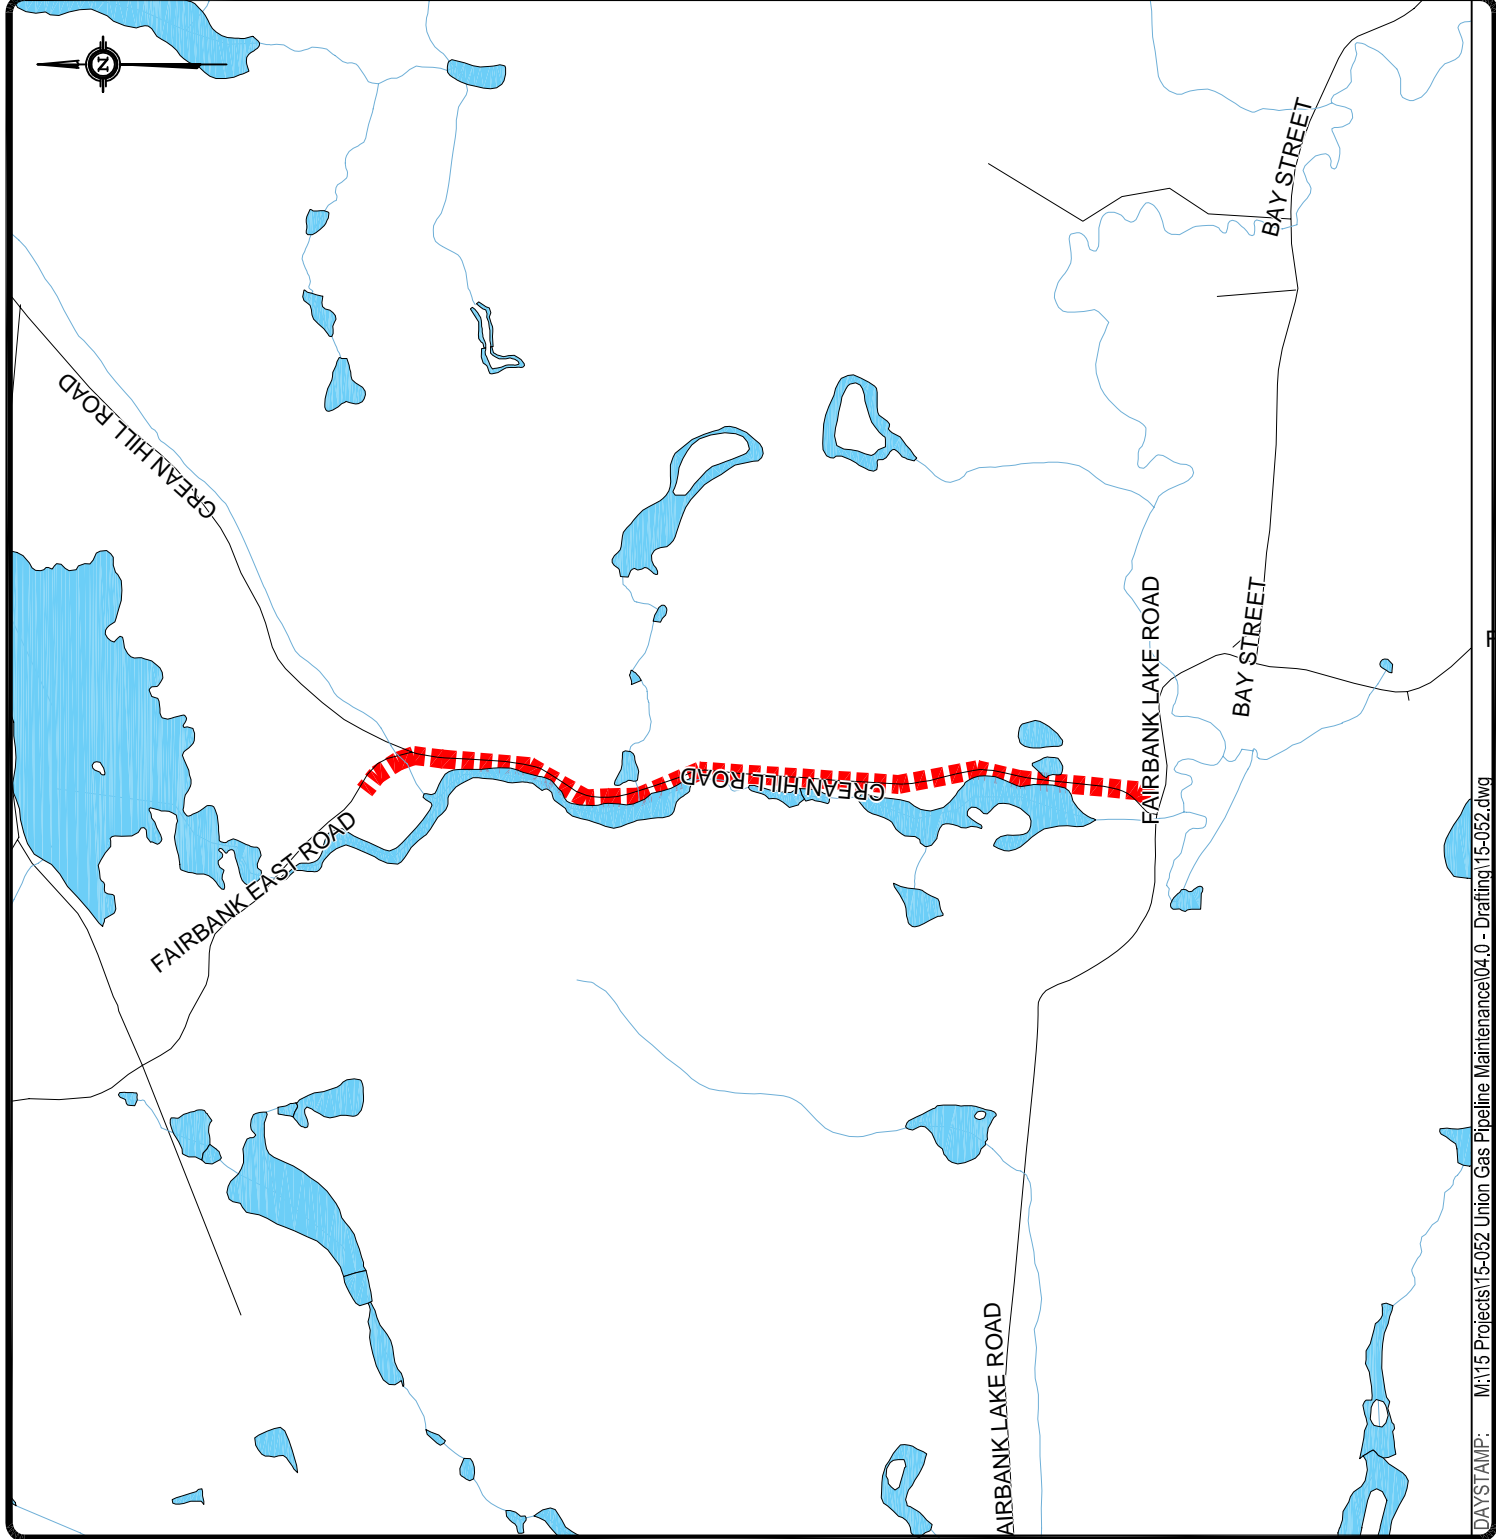 N
BAY STREET
CREAN HILL ROAD
FAIRBANK LAKE ROAD
BAY STREET
CREAN HILL ROAD
FAIRBANK EAST ROAD
AIRBANK LAKE ROAD
DAYSTAMP: M:\15 Projects\15-052 Union Gas Pipeline Maintenance\04.0 - Drafting\15-052.dwg